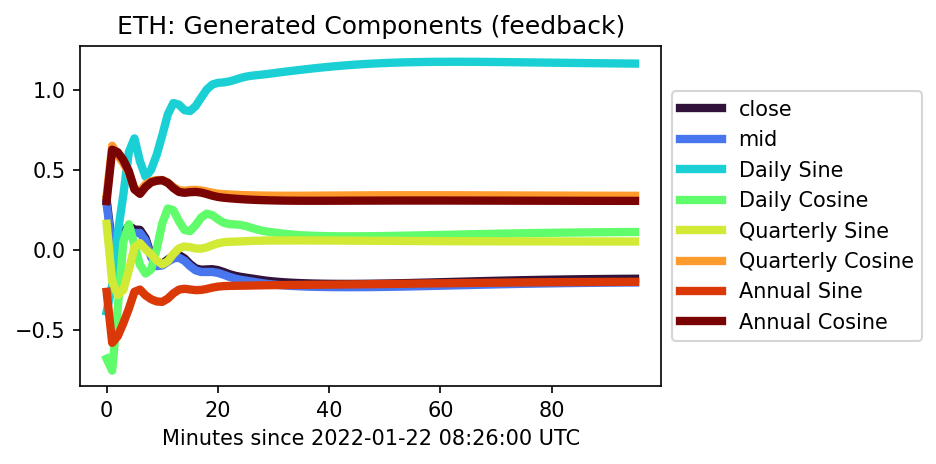 ETH: Generated Components (feedback)
1.0
0.5
0.0
−0.5
0 20 40 60 80
Minutes since 2022-01-22 08:26:00 UTC
close
mid
Daily Sine
Daily Cosine
Quarterly Sine
Quarterly Cosine
Annual Sine
Annual Cosine